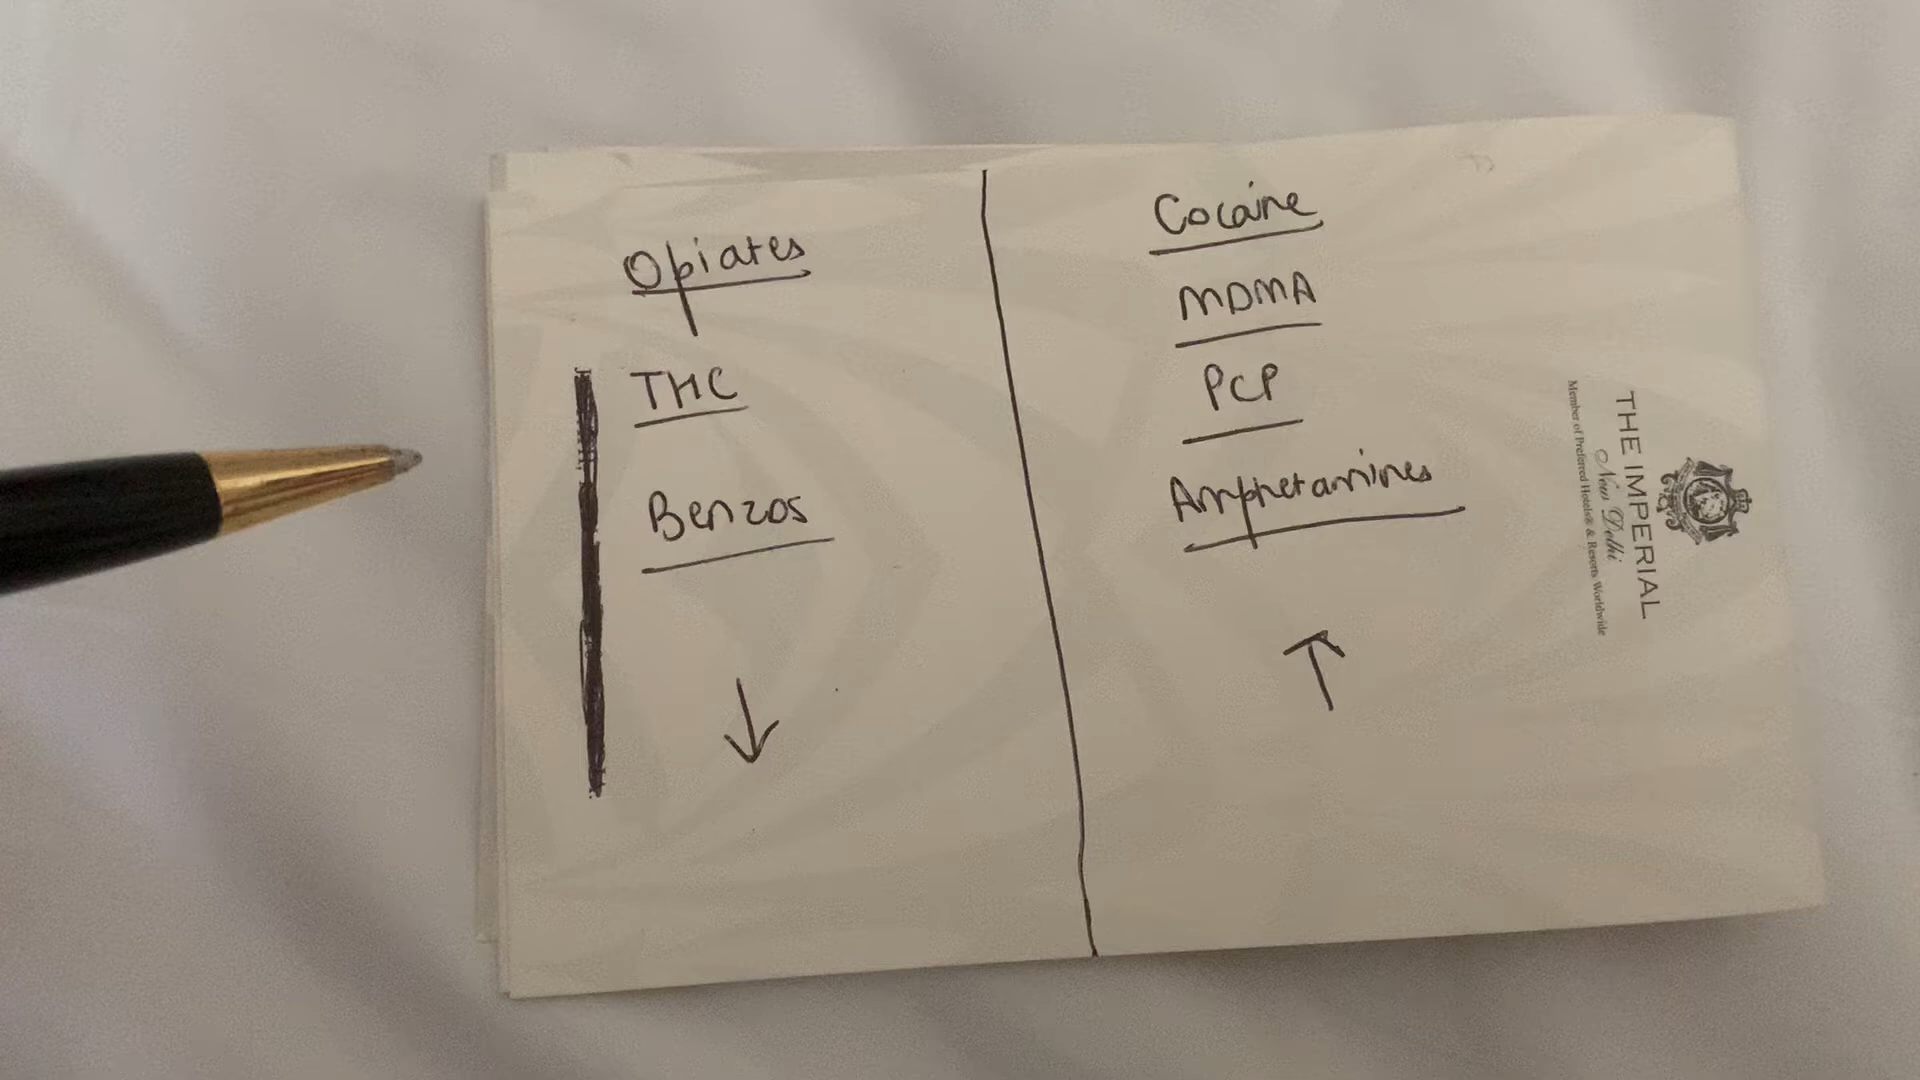 Opiates
THC
Benzos
Cocaine
MDMA
PCP
Amphetamines
THE IMPERIAL
New Delhi
Member of Preferred Hotels® & Resorts Worldwide